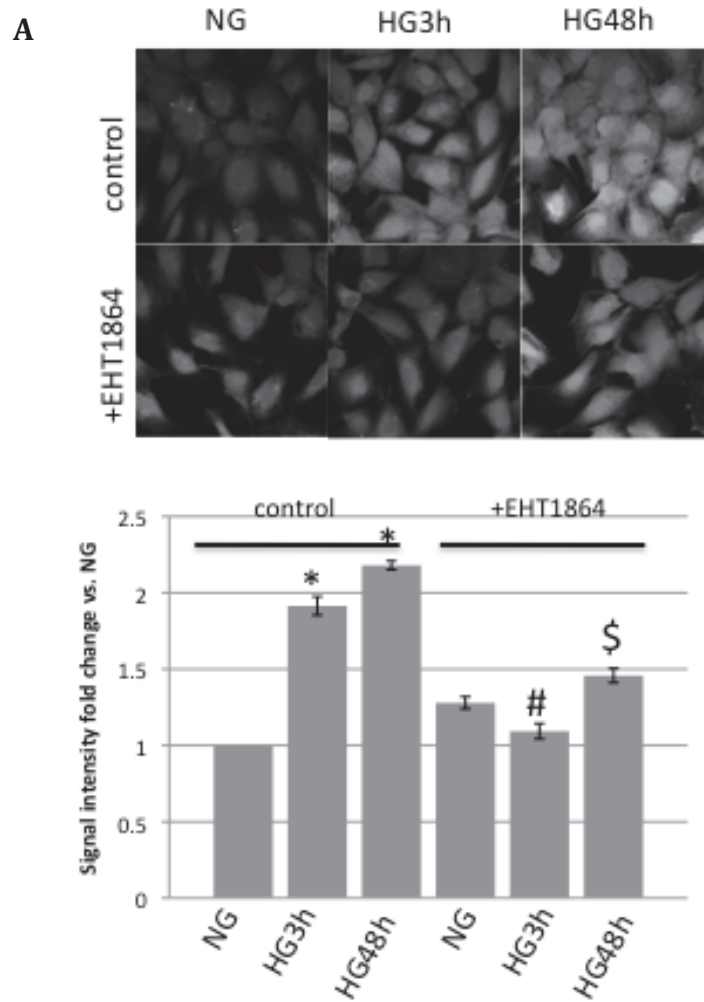 A
NG HG3h HG48h
control
+EHT1864
control +EHT1864
2.5
2
1.5
1
0.5
0
Signal intensity fold change vs. NG
*
*
#
$
NG HG3h HG48h NG HG3h HG48h